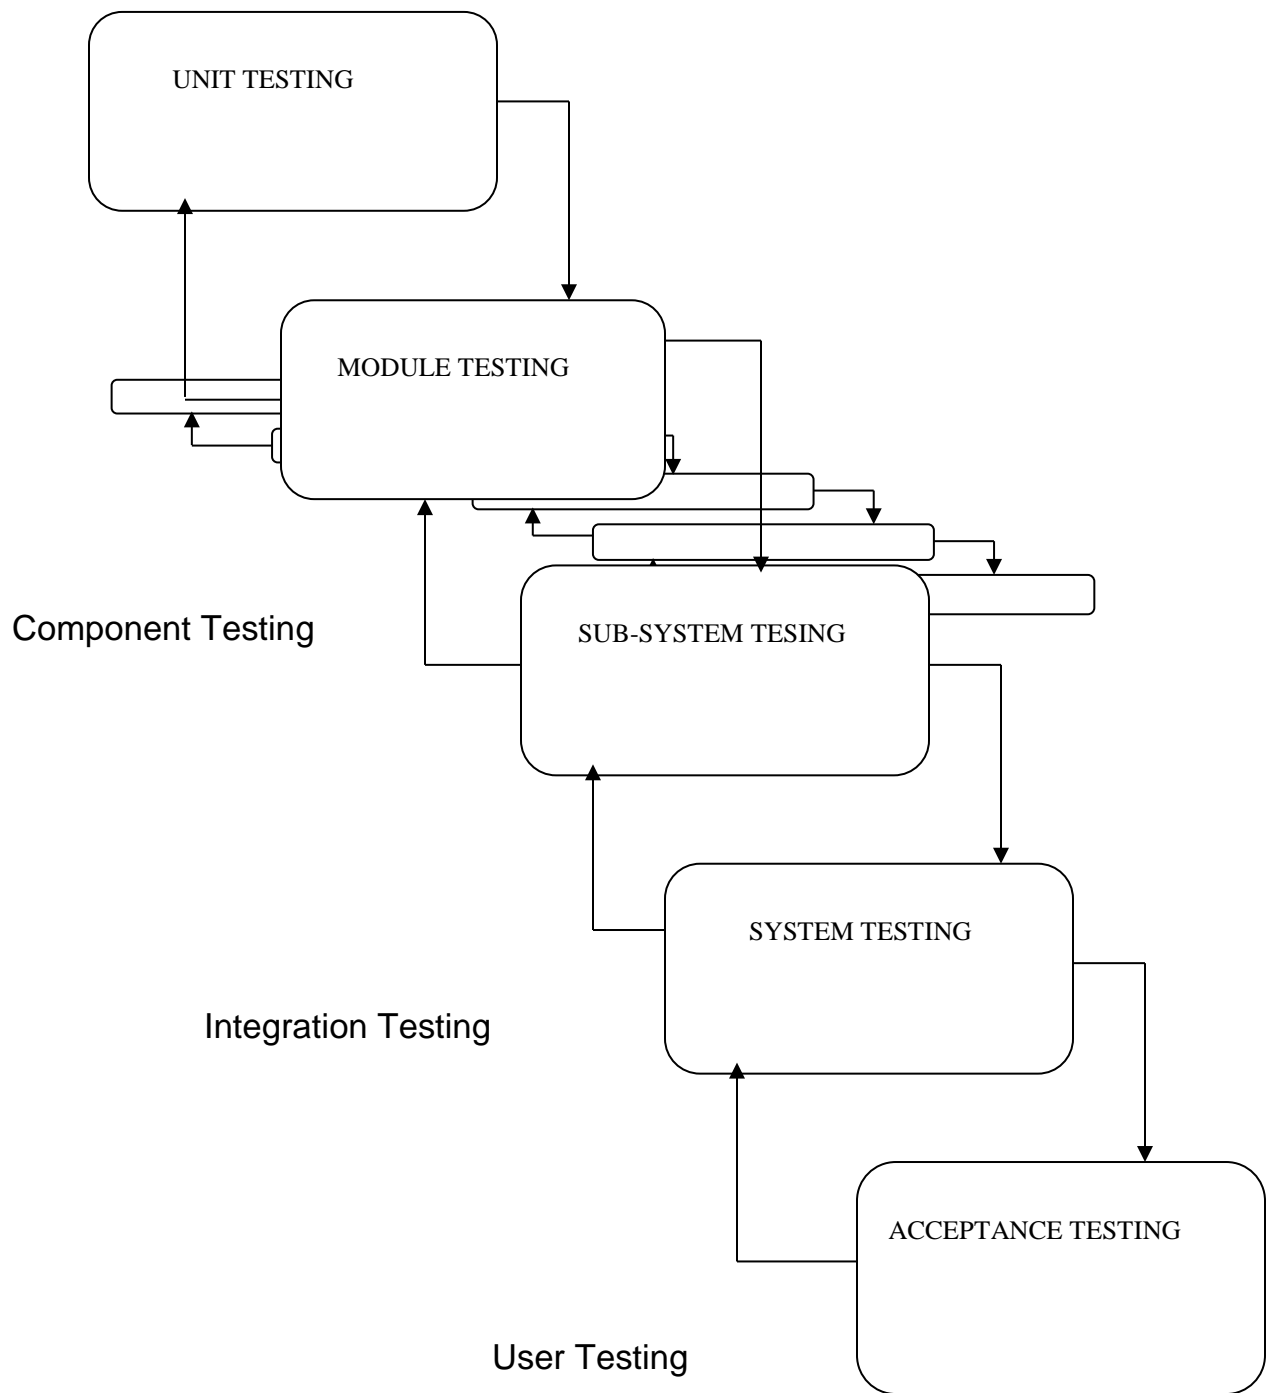 UNIT TESTING
MODULE TESTING
Component Testing
SUB-SYSTEM TESING
SYSTEM TESTING
Integration Testing
ACCEPTANCE TESTING
User Testing